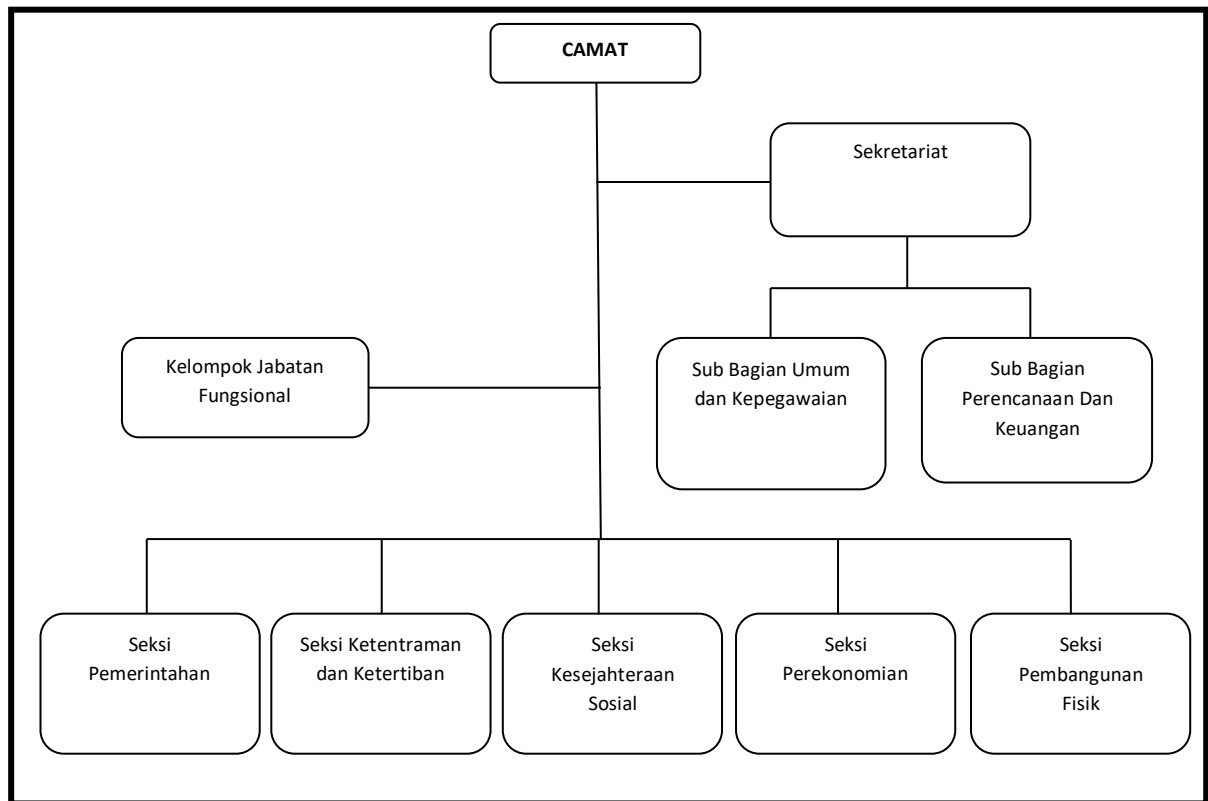 CAMAT
Sekretariat
Kelompok Jabatan
Fungsional
Sub Bagian Umum
dan Kepegawaian
Sub Bagian
Perencanaan Dan
Keuangan
Seksi
Pemerintahan
Seksi Ketentraman
dan Ketertiban
Seksi
Kesejahteraan
Sosial
Seksi
Perekonomian
Seksi
Pembangunan
Fisik